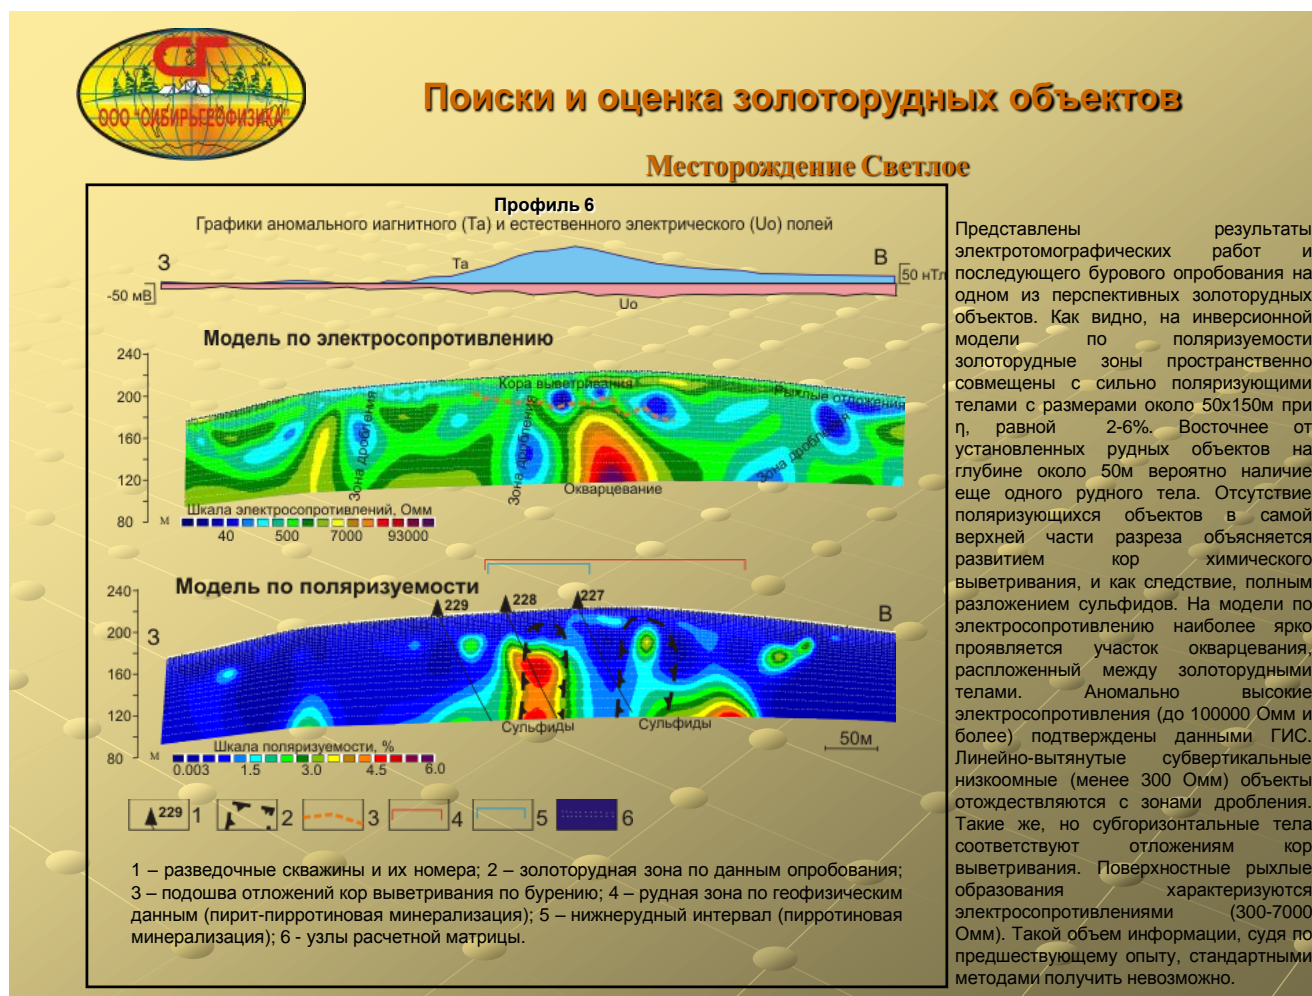 СГ
ООО "СИБИРЬГЕОФИЗИКА"
Поиски и оценка золоторудных объектов
Месторождение Светлое
Профиль 6
Графики аномального иагнитного (Та) и естественного электрического (Uo) полей
З
Та
В
50 нТл
-50 мВ
Uo
Модель по электросопротивлению
240
200
160
120
80
м
Кора выветривания
Рыхлые отложения
Зона дробления
Зона дробления
Зона дробления
Окварцевание
Шкала электросопротивлений, Омм
40 500 7000 93000
Модель по поляризуемости
240
200
160
120
80
м
З
229
228
227
В
Сульфиды
Сульфиды
50м
Шкала поляризуемости, %
0.003 1.5 3.0 4.5 6.0
229 1 2 3 4 5 6
1 – разведочные скважины и их номера; 2 – золоторудная зона по данным опробования;
3 – подошва отложений кор выветривания по бурению; 4 – рудная зона по геофизическим
данным (пирит-пирротиновая минерализация); 5 – нижнерудный интервал (пирротиновая
минерализация); 6 - узлы расчетной матрицы.
Представлены результаты
электротомографических работ и
последующего бурового опробования на
одном из перспективных золоторудных
объектов. Как видно, на инверсионной
модели по поляризуемости
золоторудные зоны пространственно
совмещены с сильно поляризующими
телами с размерами около 50х150м при
η, равной 2-6%. Восточнее от
установленных рудных объектов на
глубине около 50м вероятно наличие
еще одного рудного тела. Отсутствие
поляризующихся объектов в самой
верхней части разреза объясняется
развитием кор химического
выветривания, и как следствие, полным
разложением сульфидов. На модели по
электросопротивлению наиболее ярко
проявляется участок окварцевания,
распложенный между золоторудными
телами. Аномально высокие
электросопротивления (до 100000 Омм и
более) подтверждены данными ГИС.
Линейно-вытянутые субвертикальные
низкоомные (менее 300 Омм) объекты
отождествляются с зонами дробления.
Такие же, но субгоризонтальные тела
соответствуют отложениям кор
выветривания. Поверхностные рыхлые
образования характеризуются
электросопротивлениями (300-7000
Омм). Такой объем информации, судя по
предшествующему опыту, стандартными
методами получить невозможно.